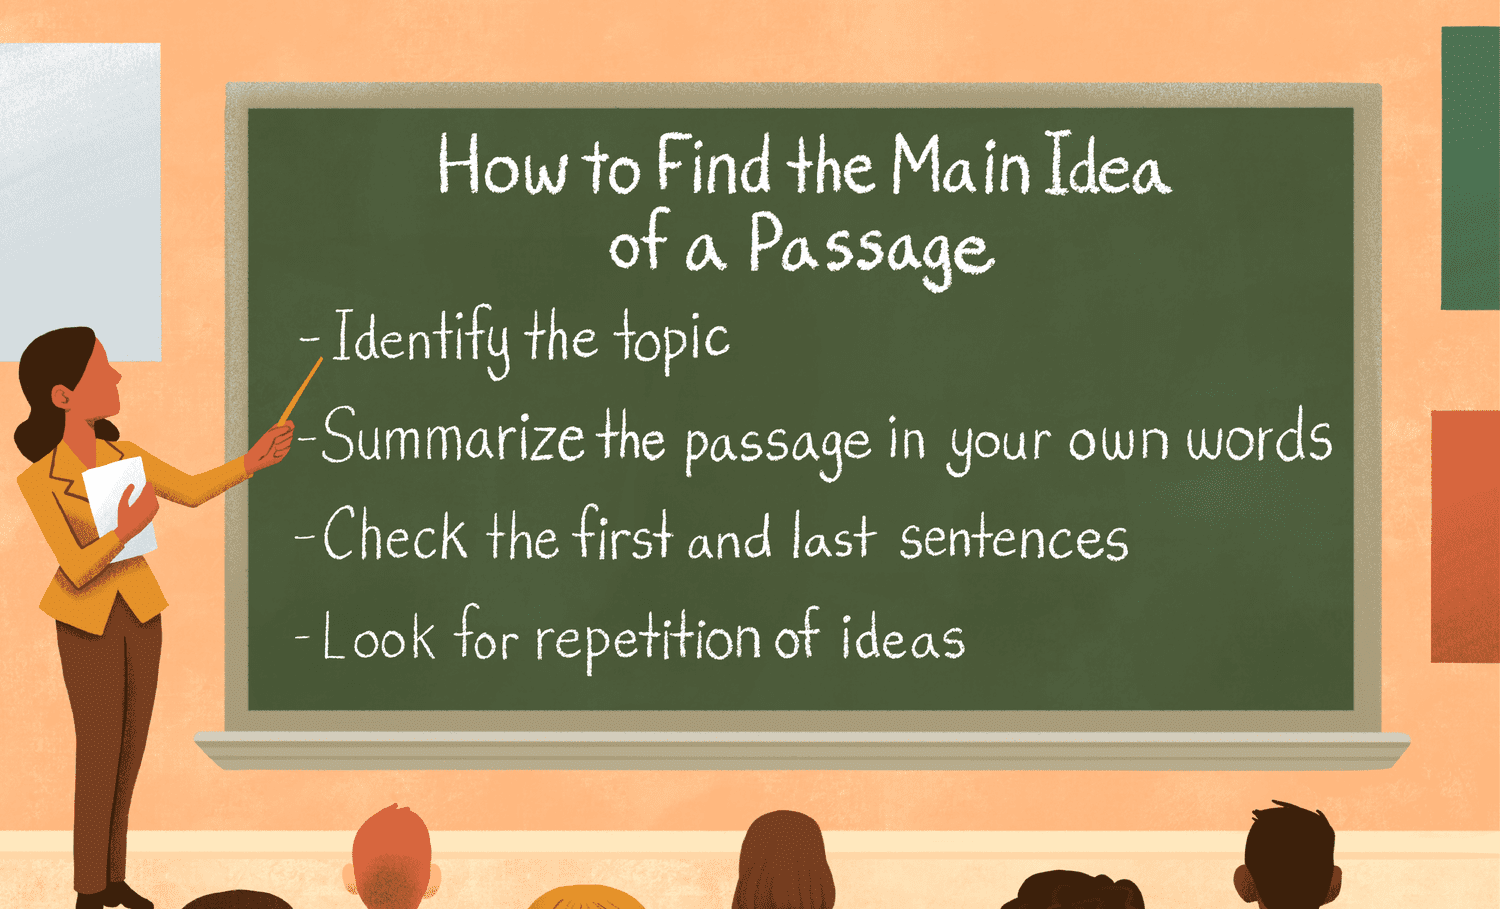 How to Find the Main Idea
of a Passage
- Identify the topic
- Summarize the passage in your own words
- Check the first and last sentences
- Look for repetition of ideas